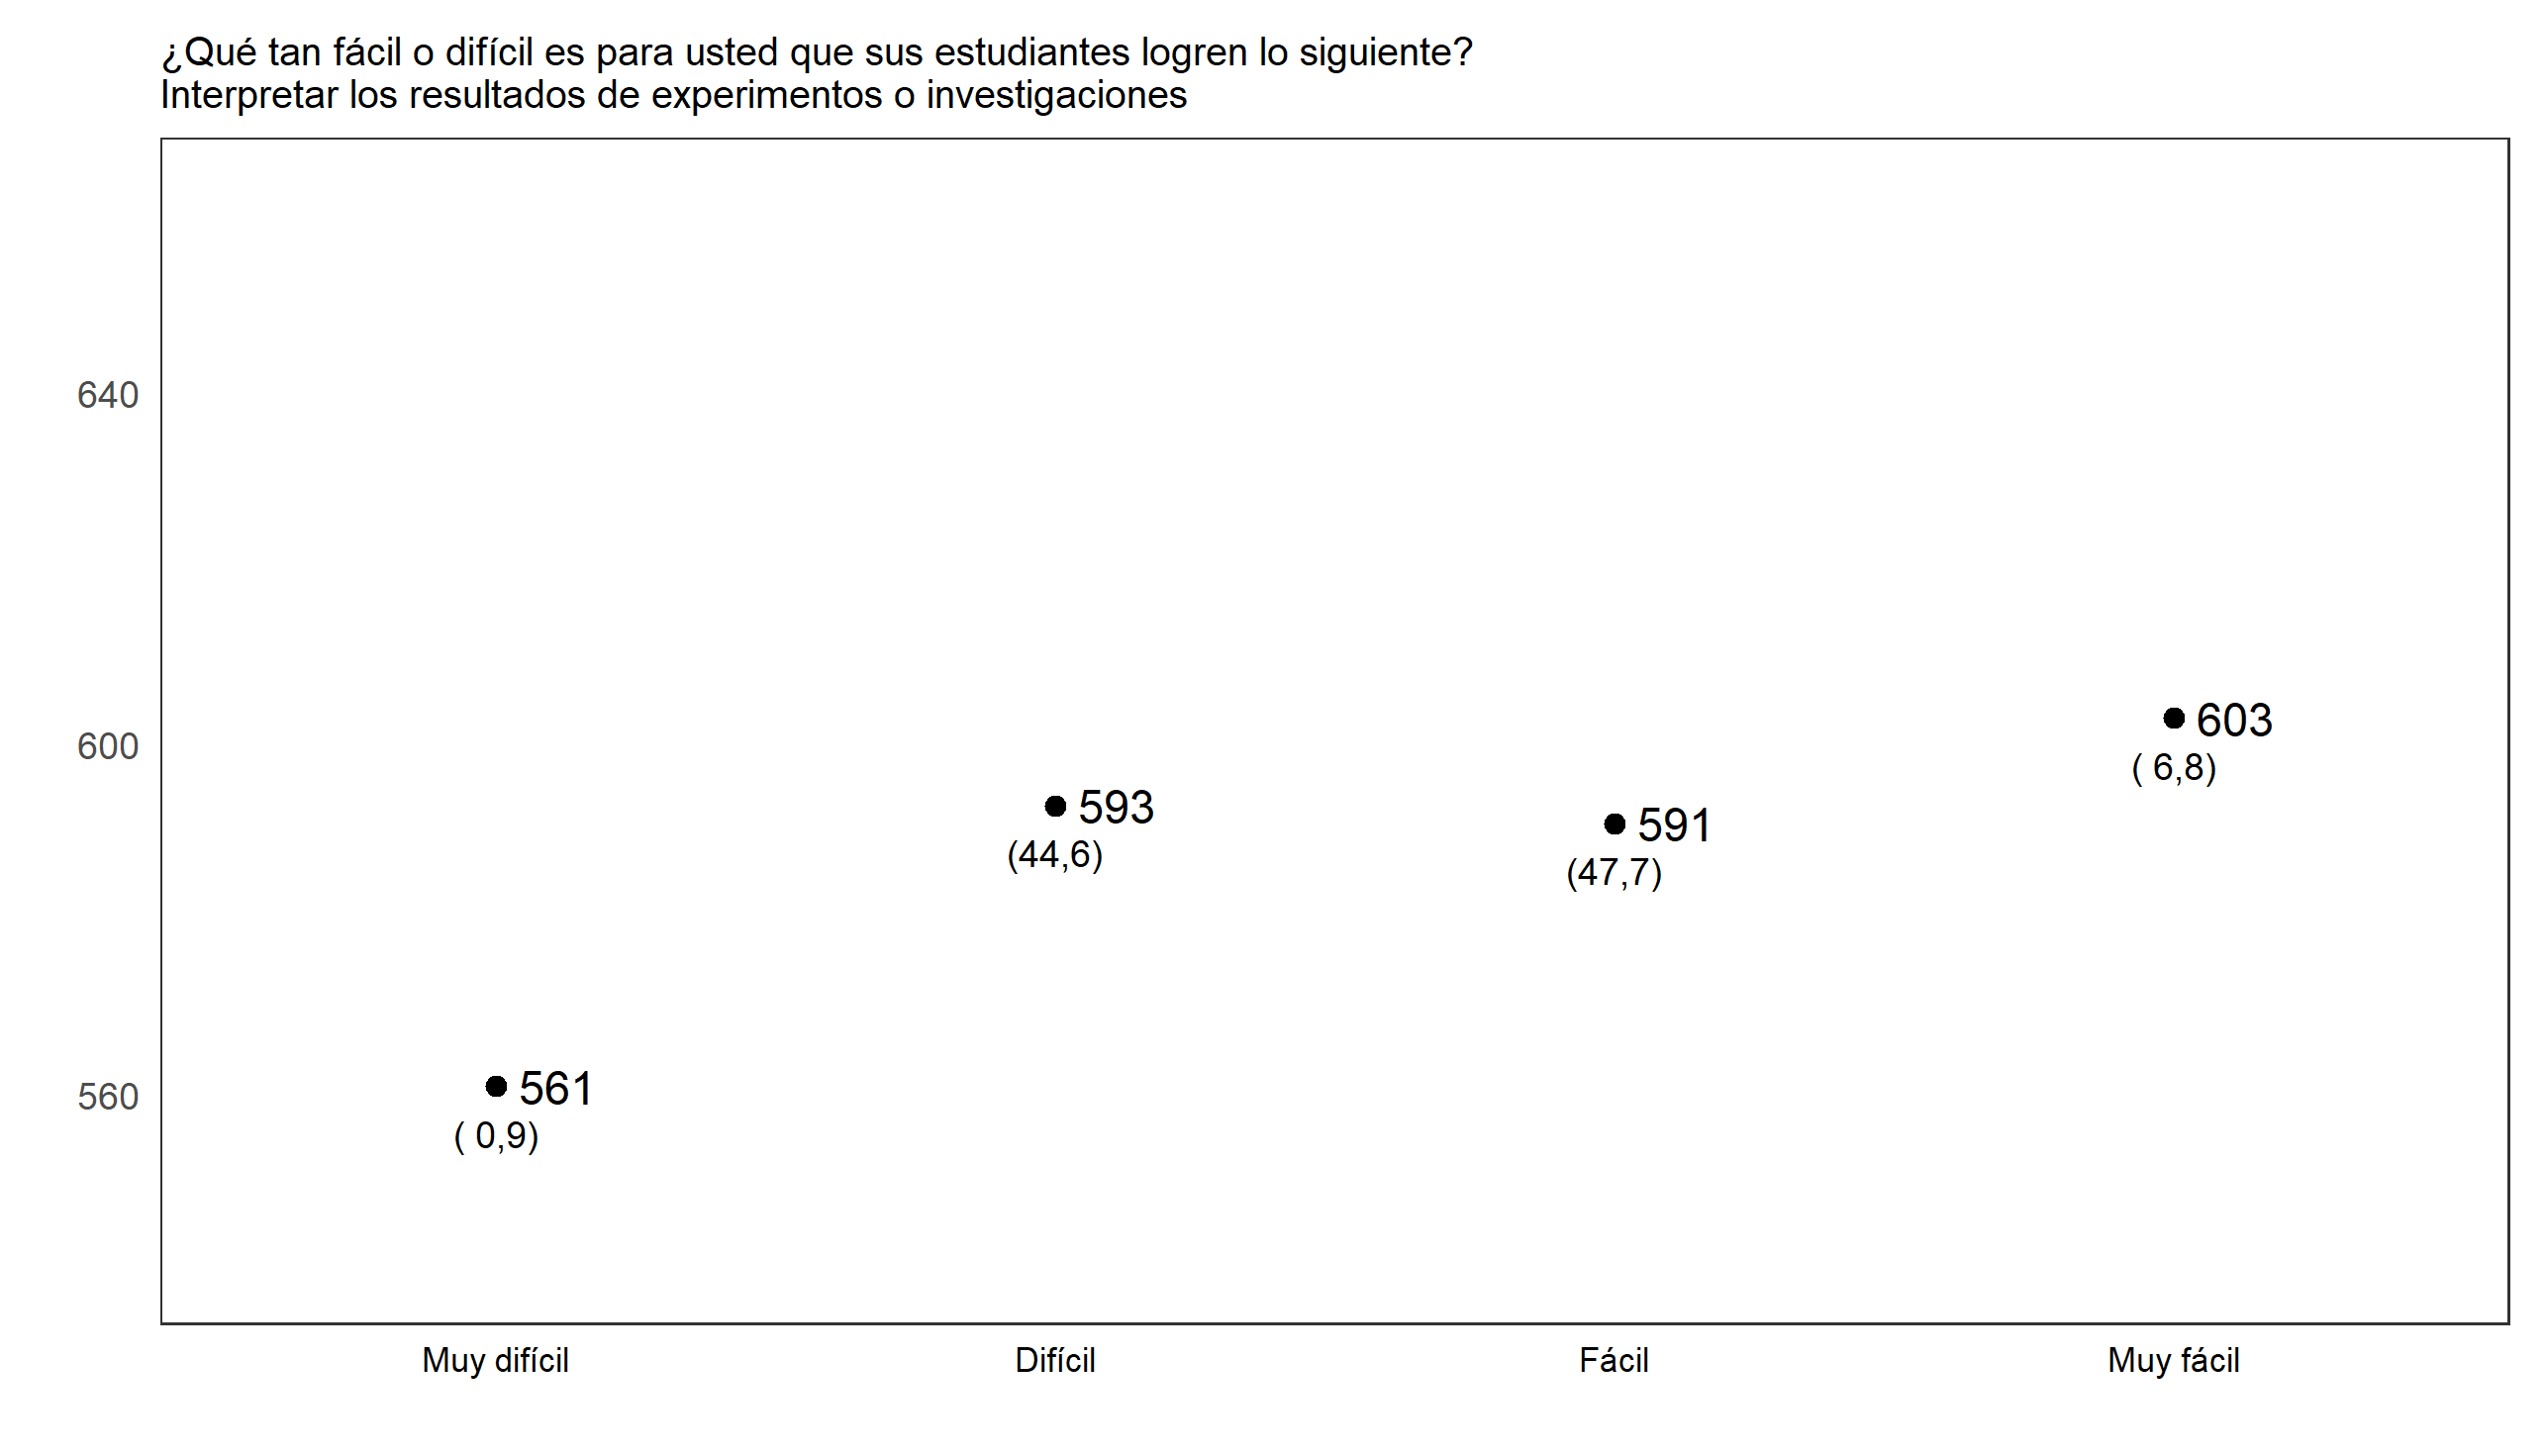 ¿Qué tan fácil o difícil es para usted que sus estudiantes logren lo siguiente?
Interpretar los resultados de experimentos o investigaciones
640
600
560
561
( 0,9)
593
(44,6)
591
(47,7)
603
( 6,8)
Muy difícil
Difícil
Fácil
Muy fácil